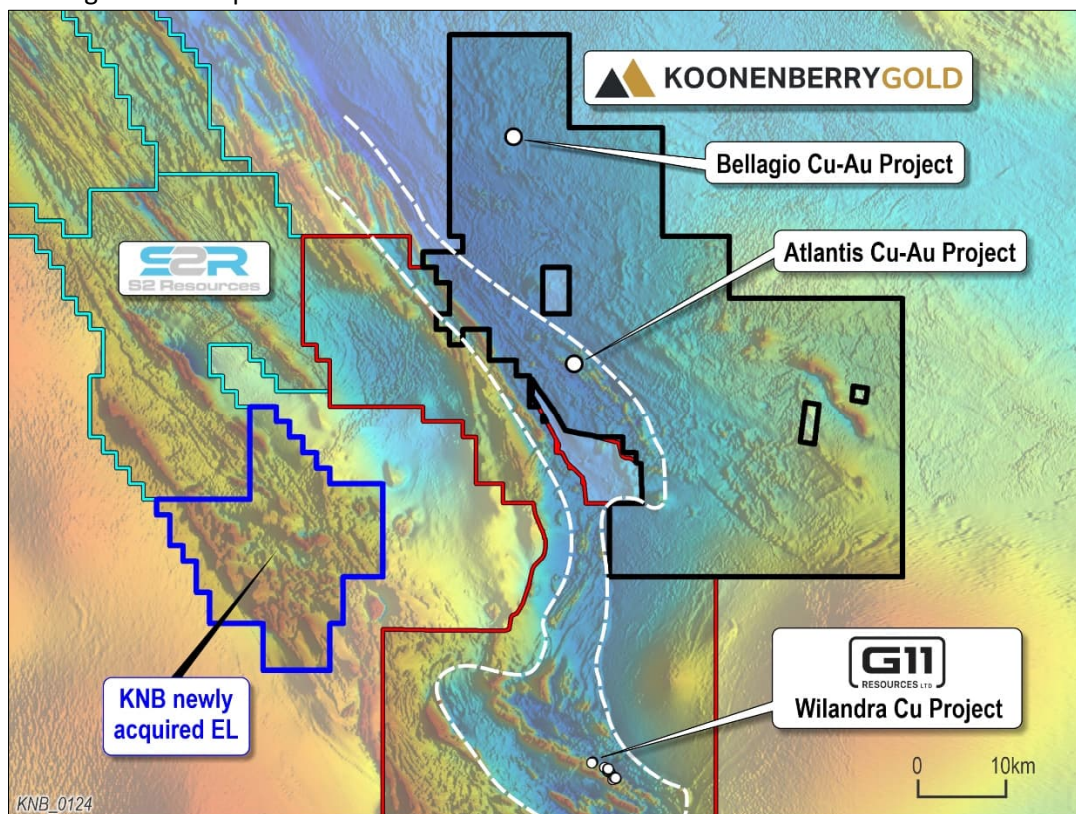 KOONENBERRYGOLD
Bellagio Cu-Au Project
Atlantis Cu-Au Project
S2R
S2 Resources
KNB newly
acquired EL
G11
RESOURCES LTD
Wilandra Cu Project
0 10km
KNB_0124